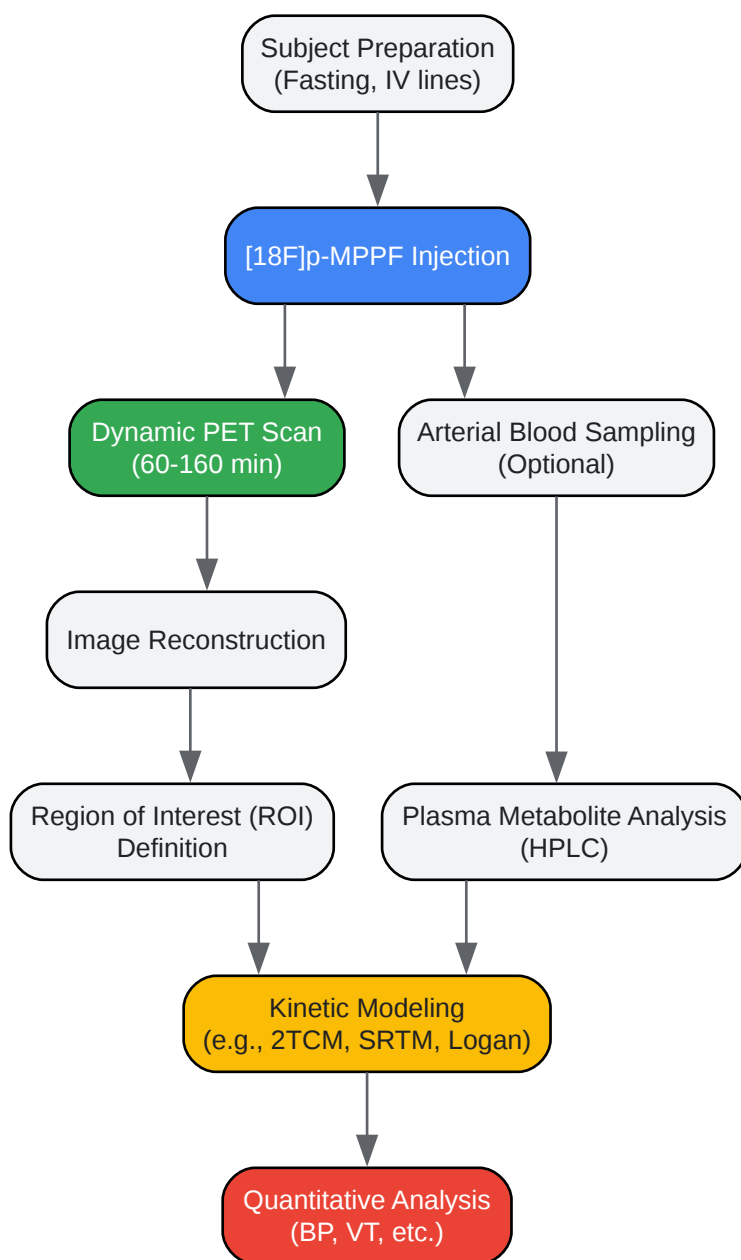 Subject Preparation
(Fasting, IV lines)
[18F]p-MPPF Injection
Dynamic PET Scan
(60-160 min)
Arterial Blood Sampling
(Optional)
Image Reconstruction
Region of Interest (ROI)
Definition
Plasma Metabolite Analysis
(HPLC)
Kinetic Modeling
(e.g., 2TCM, SRTM, Logan)
Quantitative Analysis
(BP, VT, etc.)